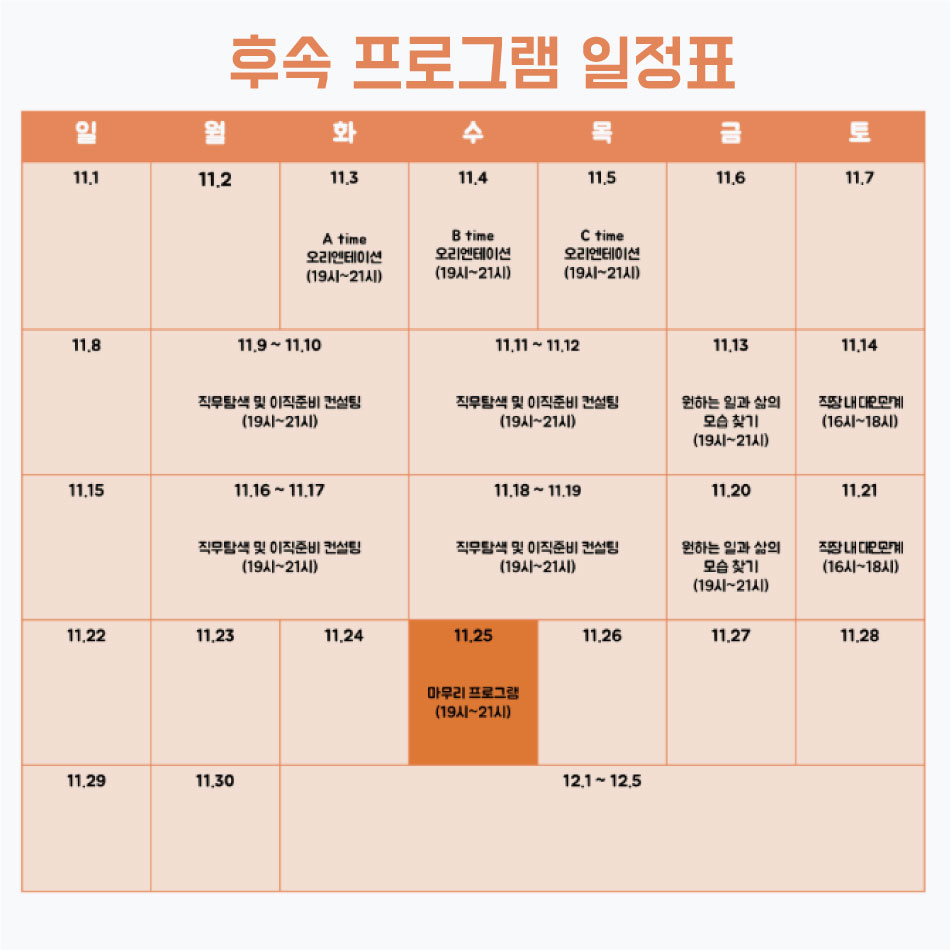 후속 프로그램 일정표
일 월 화 수 목 금 토
11.1 11.2 11.3 11.4 11.5 11.6 11.7
A time
오리엔테이션
(19시~21시)
B time
오리엔테이션
(19시~21시)
C time
오리엔테이션
(19시~21시)
11.8 11.9 ~ 11.10 11.11 ~ 11.12 11.13 11.14
직무탐색 및 이직준비 컨설팅
(19시~21시)
직무탐색 및 이직준비 컨설팅
(19시~21시)
원하는 일과 삶의
모습 찾기
(19시~21시)
직장 내 대인관계
(16시~18시)
11.15 11.16 ~ 11.17 11.18 ~ 11.19 11.20 11.21
직무탐색 및 이직준비 컨설팅
(19시~21시)
직무탐색 및 이직준비 컨설팅
(19시~21시)
원하는 일과 삶의
모습 찾기
(19시~21시)
직장 내 대인관계
(16시~18시)
11.22 11.23 11.24 11.25 11.26 11.27 11.28
마무리 프로그램
(19시~21시)
11.29 11.30 12.1 ~ 12.5